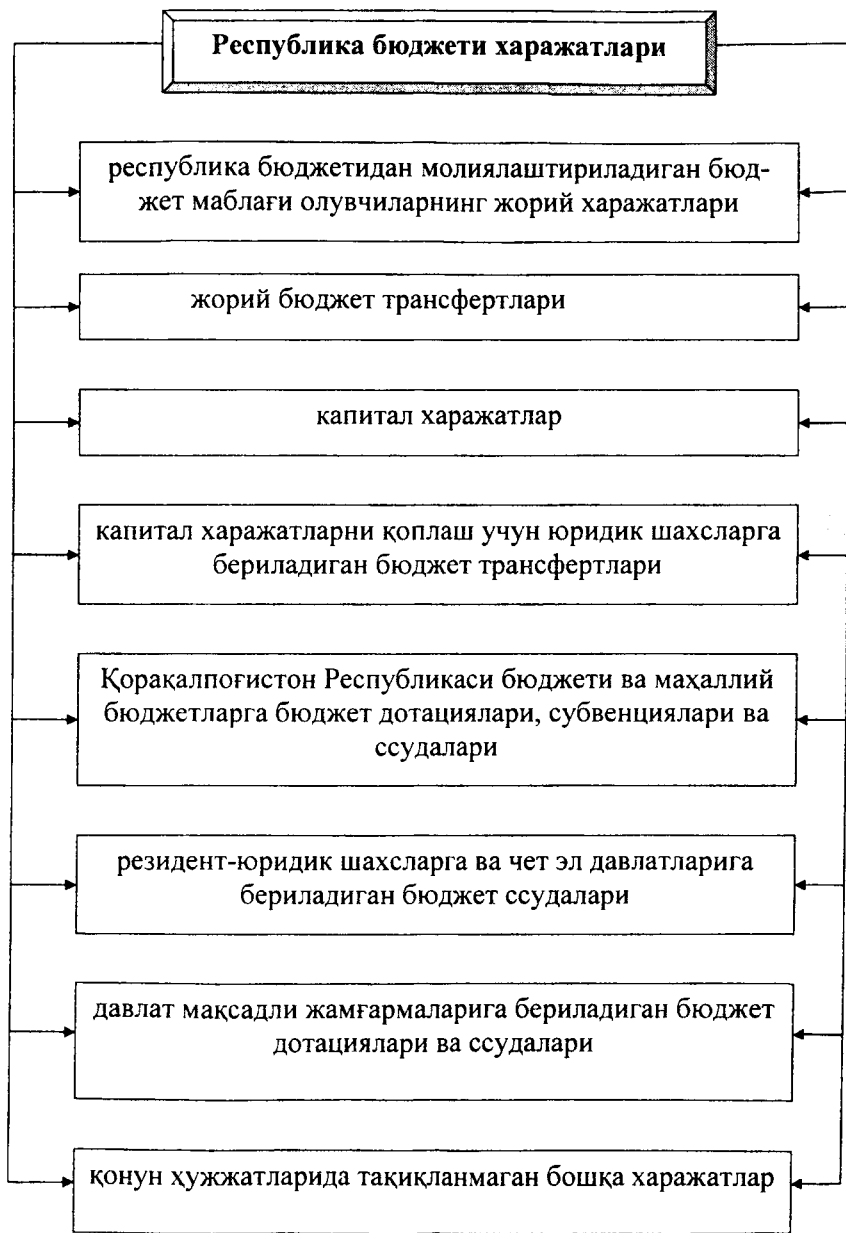 Республика бюджети харажатлари
республика бюджетидан молиялаштириладиган бюд-
жет маблағи олувчиларнинг жорий харажатлари
жорий бюджет трансфертлари
капитал харажатлар
капитал харажатларни қоплаш учун юридик шахсларга
бериладиган бюджет трансфертлари
Қорақалпоғистон Республикаси бюджети ва маҳаллий
бюджетларга бюджет дотациялари, субвенциялари ва
ссудалари
резидент-юридик шахсларга ва чет эл давлатларига
бериладиган бюджет ссудалари
давлат мақсадли жамғармаларига бериладиган бюджет
дотациялари ва ссудалари
қонун ҳужжатларида тақиқланмаган бошқа харажатлар